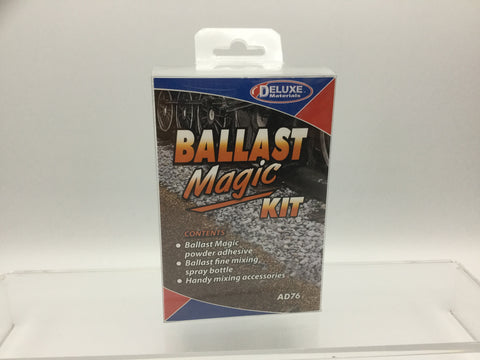 DELUXE
Materials
BALLAST
Magic
KIT
CONTENTS
• Ballast Magic
powder adhesive
• Ballast fine mixing
spray bottle
• Handy mixing accessories
AD76